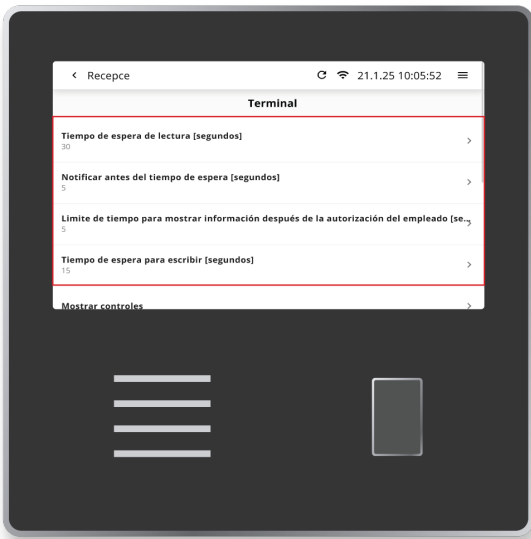 Recepce 21.1.25 10:05:52
Terminal
Tiempo de espera de lectura [segundos]
30
Notificar antes del tiempo de espera [segundos]
5
Límite de tiempo para mostrar información después de la autorización del empleado [se...
5
Tiempo de espera para escribir [segundos]
15
Mostrar controles